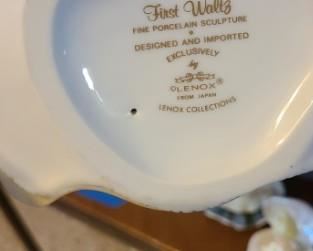 First Waltz
FINE PORCELAIN SCULPTURE
DESIGNED AND IMPORTED
EXCLUSIVELY
by
©LENOX®
FROM JAPAN
LENOX COLLECTIONS